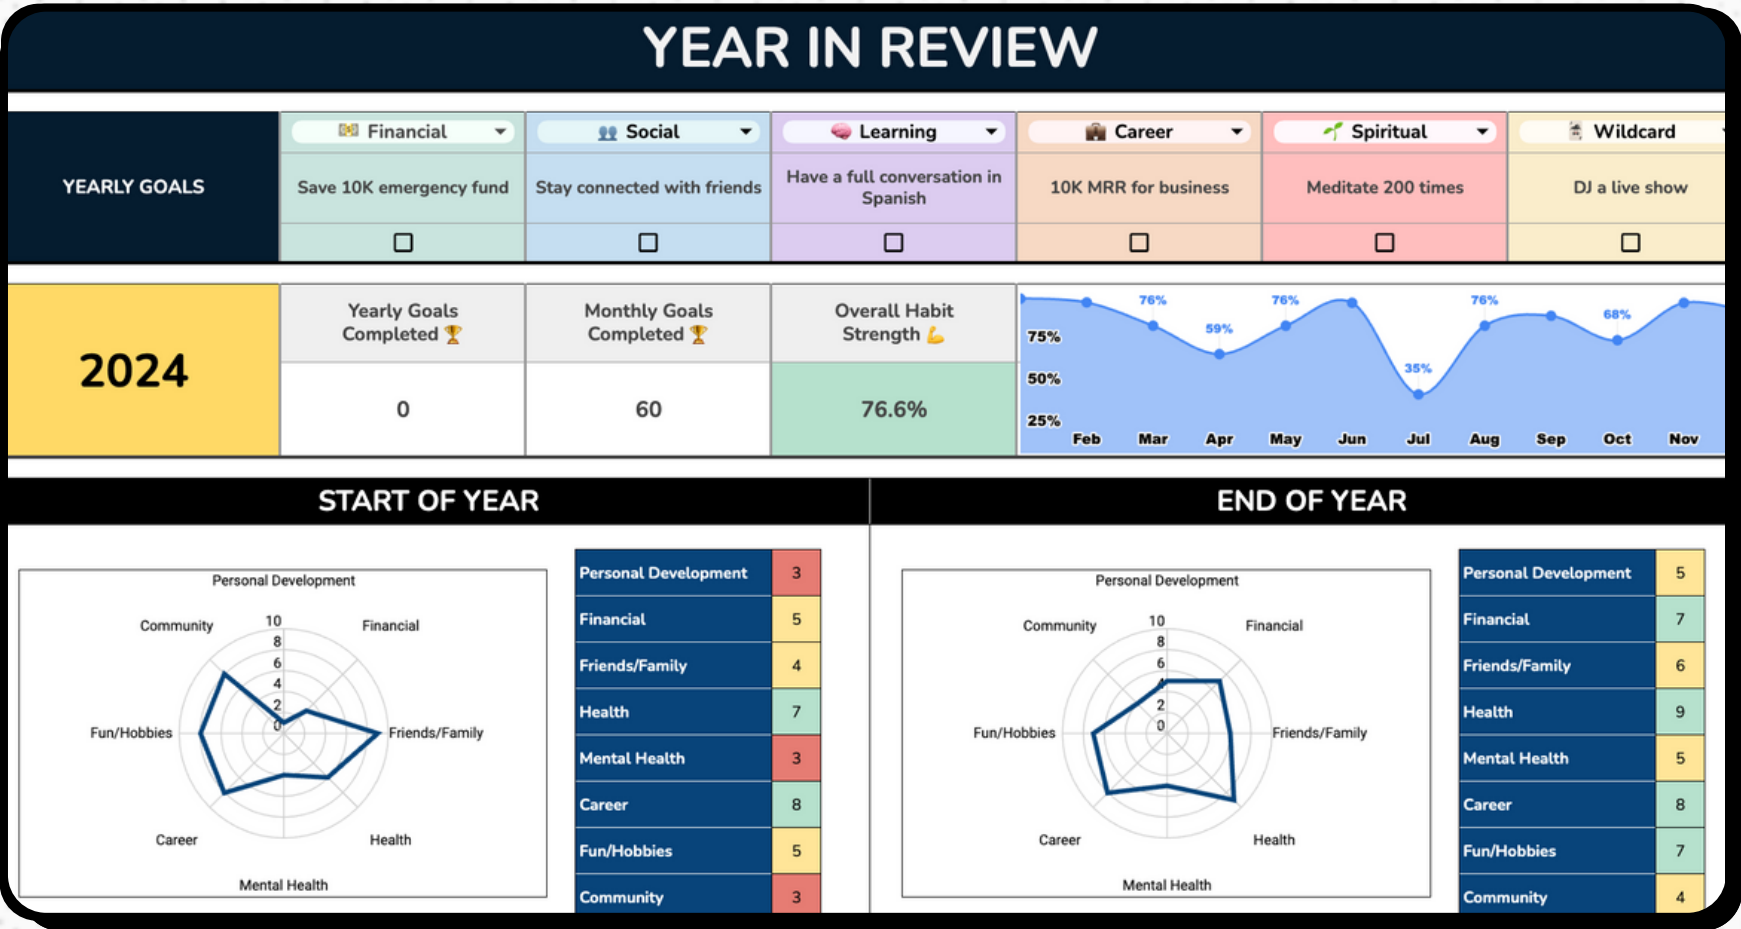 YEAR IN REVIEW
YEARLY GOALS
Financial
Social
Learning
Career
Spiritual
Wildcard
Save 10K emergency fund
Stay connected with friends
Have a full conversation in
Spanish
10K MRR for business
Meditate 200 times
DJ a live show
2024
Yearly Goals
Completed
0
Monthly Goals
Completed
60
Overall Habit
Strength
76.6%
75%
50%
25%
76%
59%
76%
35%
76%
68%
Feb
Mar
Apr
May
Jun
Jul
Aug
Sep
Oct
Nov
START OF YEAR
Personal Development
Community
Financial
10
8
6
4
2
0
Fun/Hobbies
Friends/Family
Career
Health
Mental Health
Personal Development 3
Financial 5
Friends/Family 4
Health 7
Mental Health 3
Career 8
Fun/Hobbies 5
Community 3
END OF YEAR
Personal Development
Community
Financial
10
8
6
4
2
0
Fun/Hobbies
Friends/Family
Career
Health
Mental Health
Personal Development 5
Financial 7
Friends/Family 6
Health 9
Mental Health 5
Career 8
Fun/Hobbies 7
Community 4